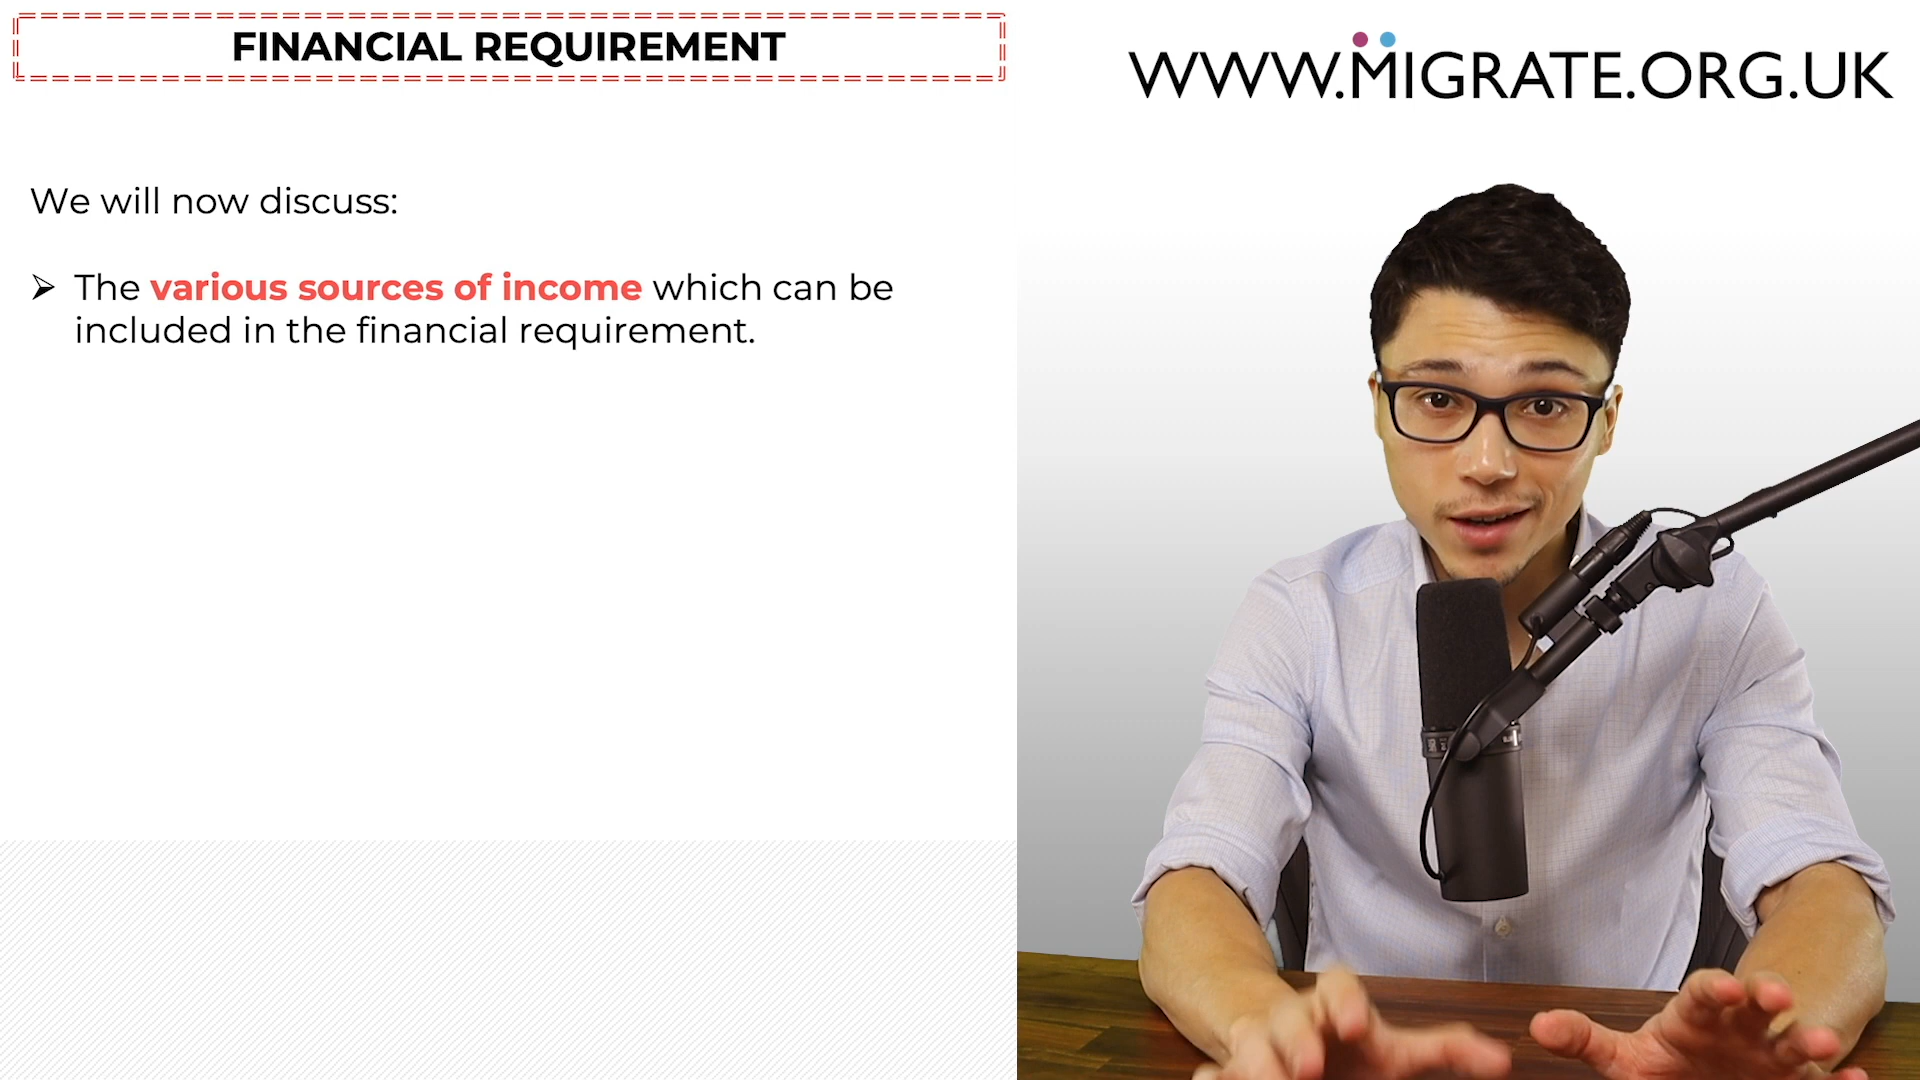 FINANCIAL REQUIREMENT
WWW.MIGRATE.ORG.UK
We will now discuss:
➢ The various sources of income which can be
included in the financial requirement.